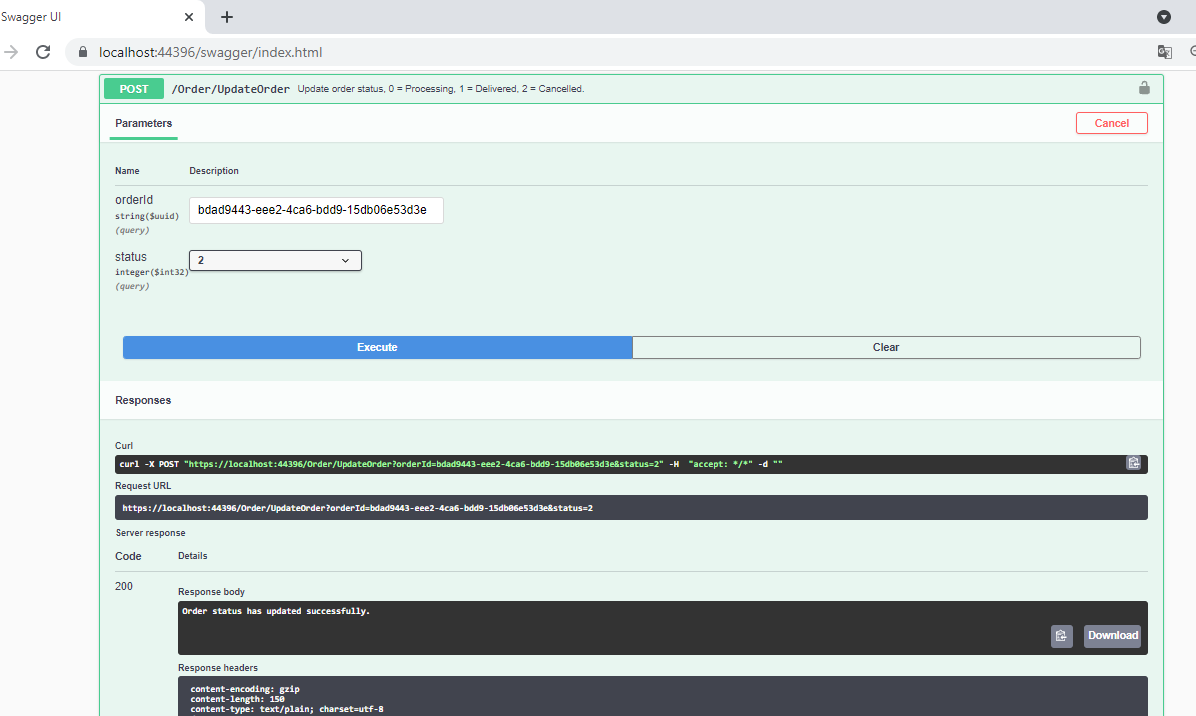 Swagger UI
localhost:44396/swagger/index.html
POST /Order/UpdateOrder Update order status, 0 = Processing, 1 = Delivered, 2 = Cancelled.
Parameters
Cancel
Name Description
orderId
string($uuid)
(query)
bdad9443-eee2-4ca6-bdd9-15db06e53d3e
status
integer($int32)
(query)
2
Execute Clear
Responses
Curl
curl -X POST "https://localhost:44396/Order/UpdateOrder?orderId=bdad9443-eee2-4ca6-bdd9-15db06e53d3e&status=2" -H "accept: */*" -d ""
Request URL
https://localhost:44396/Order/UpdateOrder?orderId=bdad9443-eee2-4ca6-bdd9-15db06e53d3e&status=2
Server response
Code Details
200
Response body
Order status has updated successfully.
Download
Response headers
content-encoding: gzip
content-length: 150
content-type: text/plain; charset=utf-8